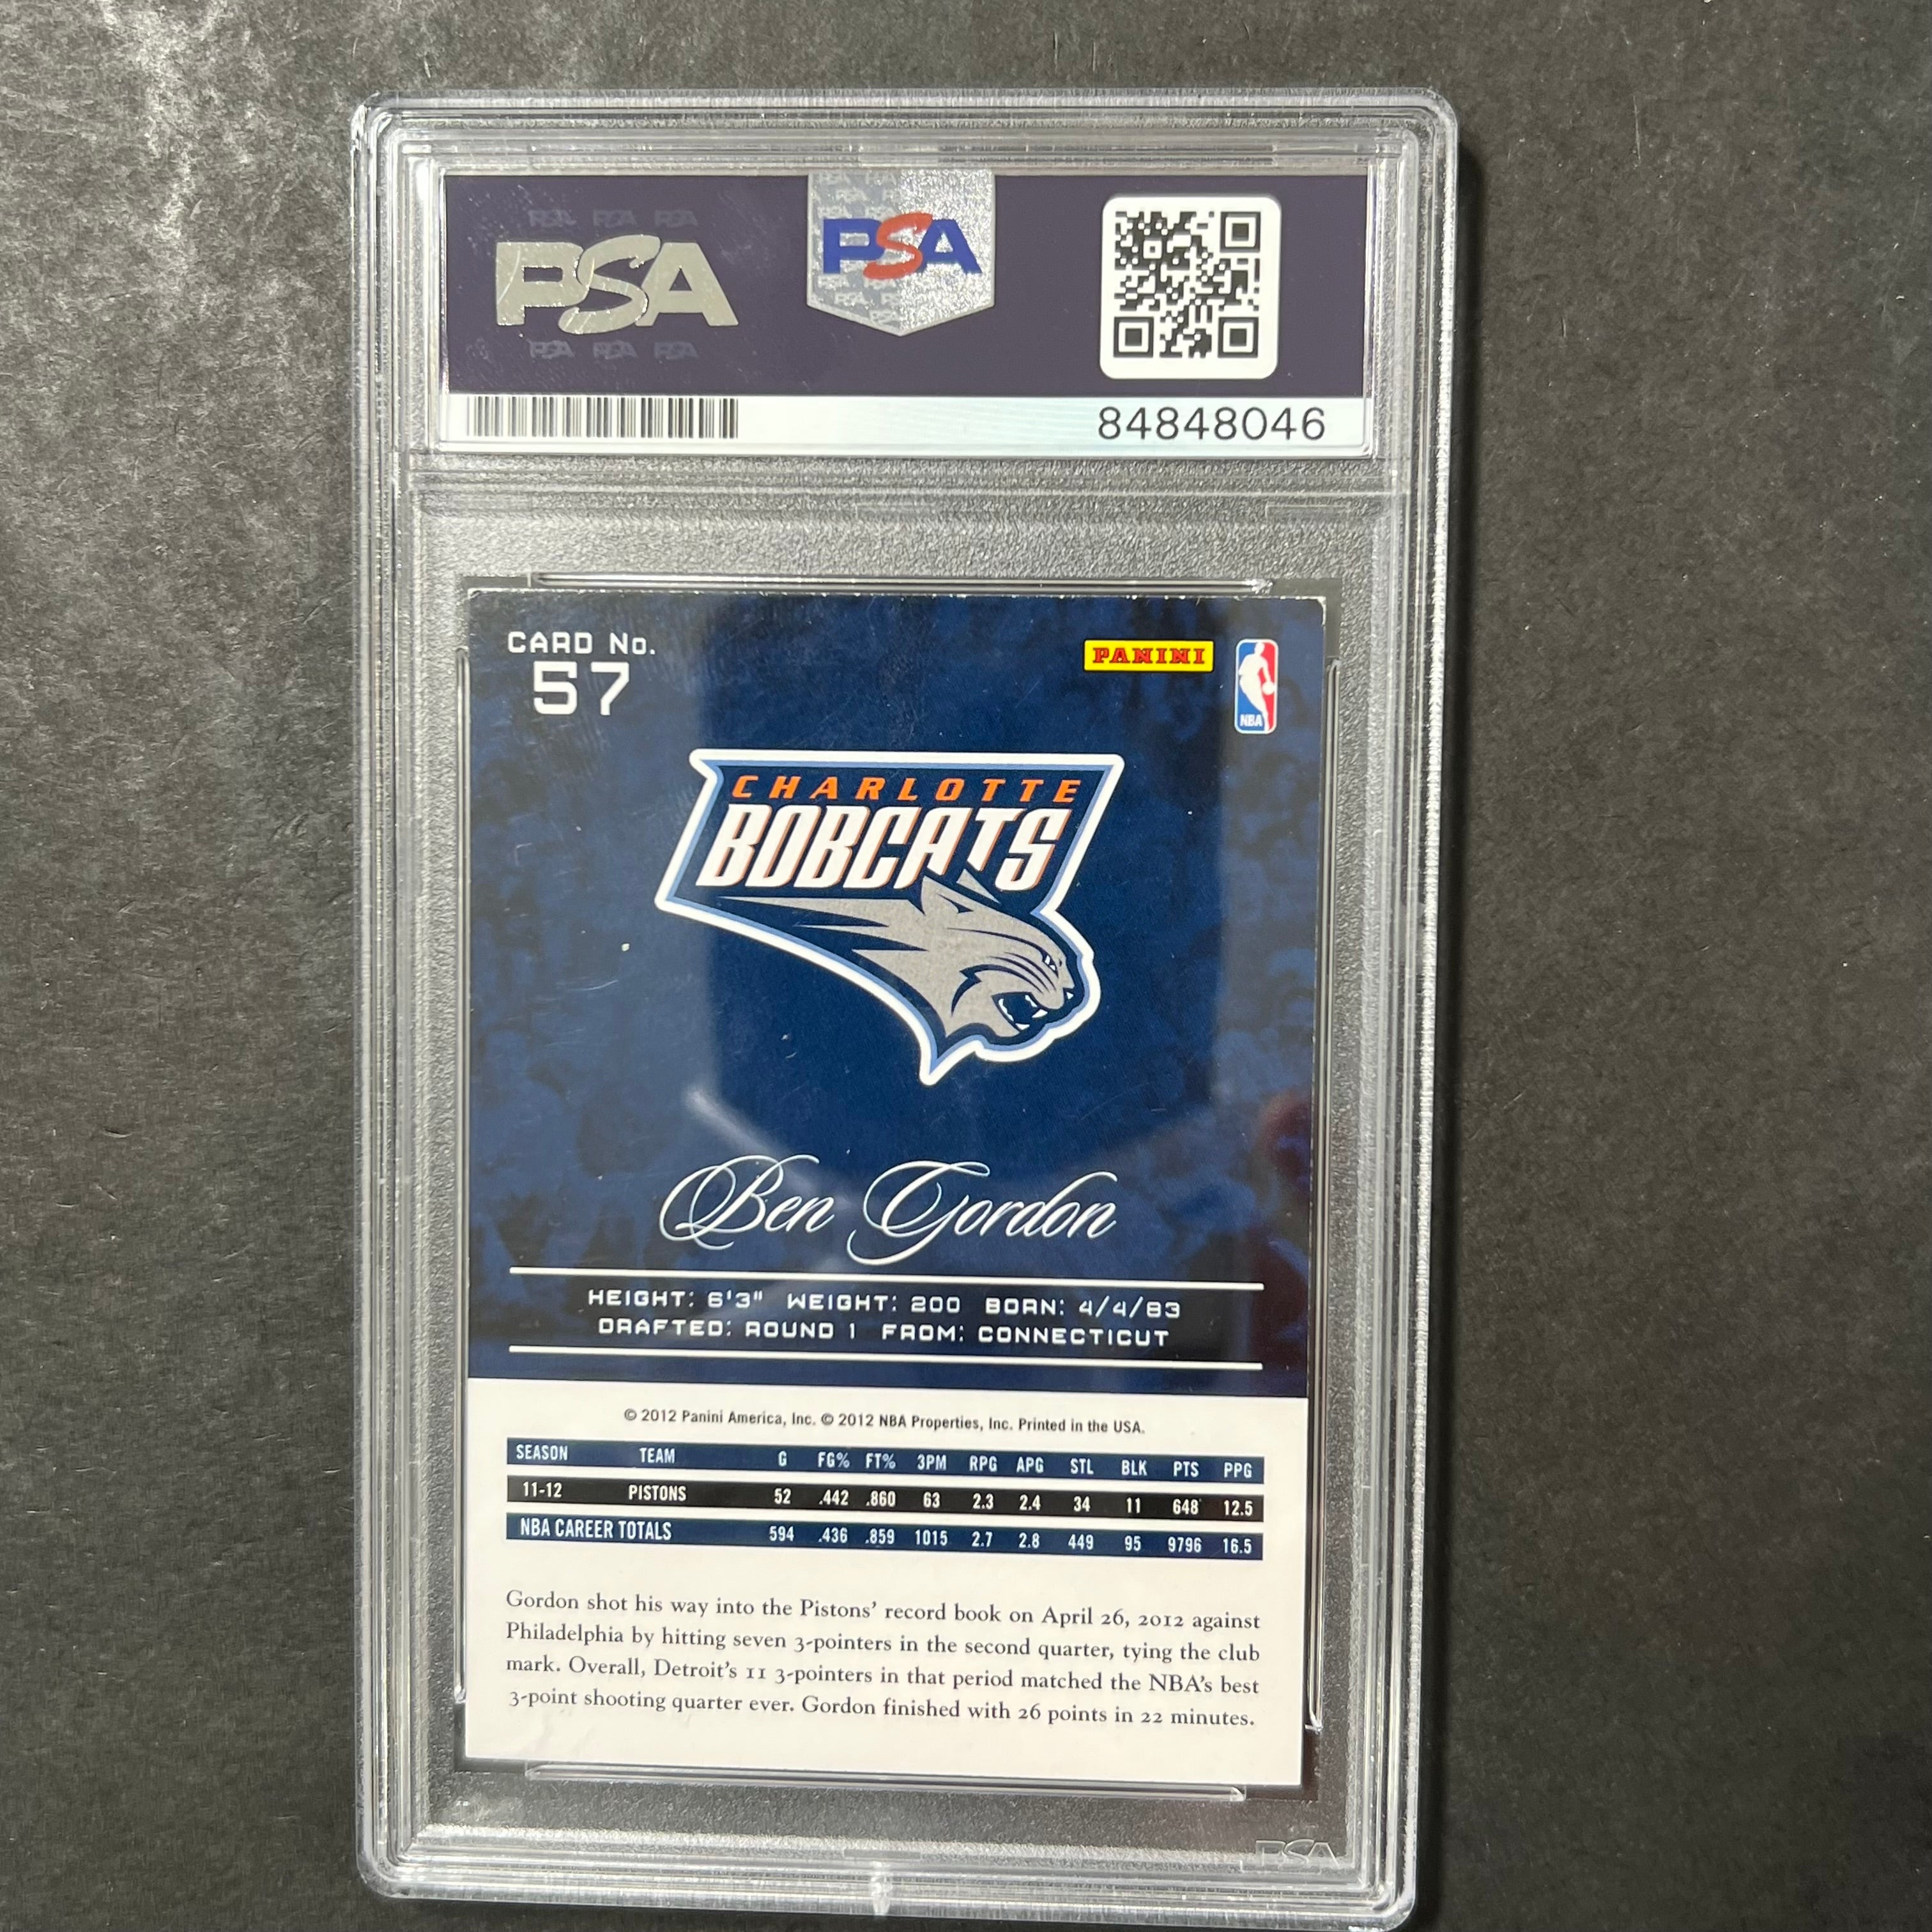 PSA PSA PSA
PSA
PSA PSA PSA
PSA
84848046
CARD No.
57
PANINI
NBA
CHARLOTTE
BOBCATS
Ben Gordon
HEIGHT: 6'3" WEIGHT: 200 BORN: 4/4/83
DRAFTED: ROUND 1 FROM: CONNECTICUT
© 2012 Panini America, Inc. © 2012 NBA Properties, Inc. Printed in the USA.
SEASON TEAM G FG% FT% 3PM RPG APG STL BLK PTS PPG
11-12 PISTONS 52 .442 .860 63 2.3 2.4 34 11 648 12.5
NBA CAREER TOTALS 594 .436 .859 1015 2.7 2.8 449 95 9796 16.5
Gordon shot his way into the Pistons' record book on April 26, 2012 against
Philadelphia by hitting seven 3-pointers in the second quarter, tying the club
mark. Overall, Detroit's 11 3-pointers in that period matched the NBA's best
3-point shooting quarter ever. Gordon finished with 26 points in 22 minutes.
PSA